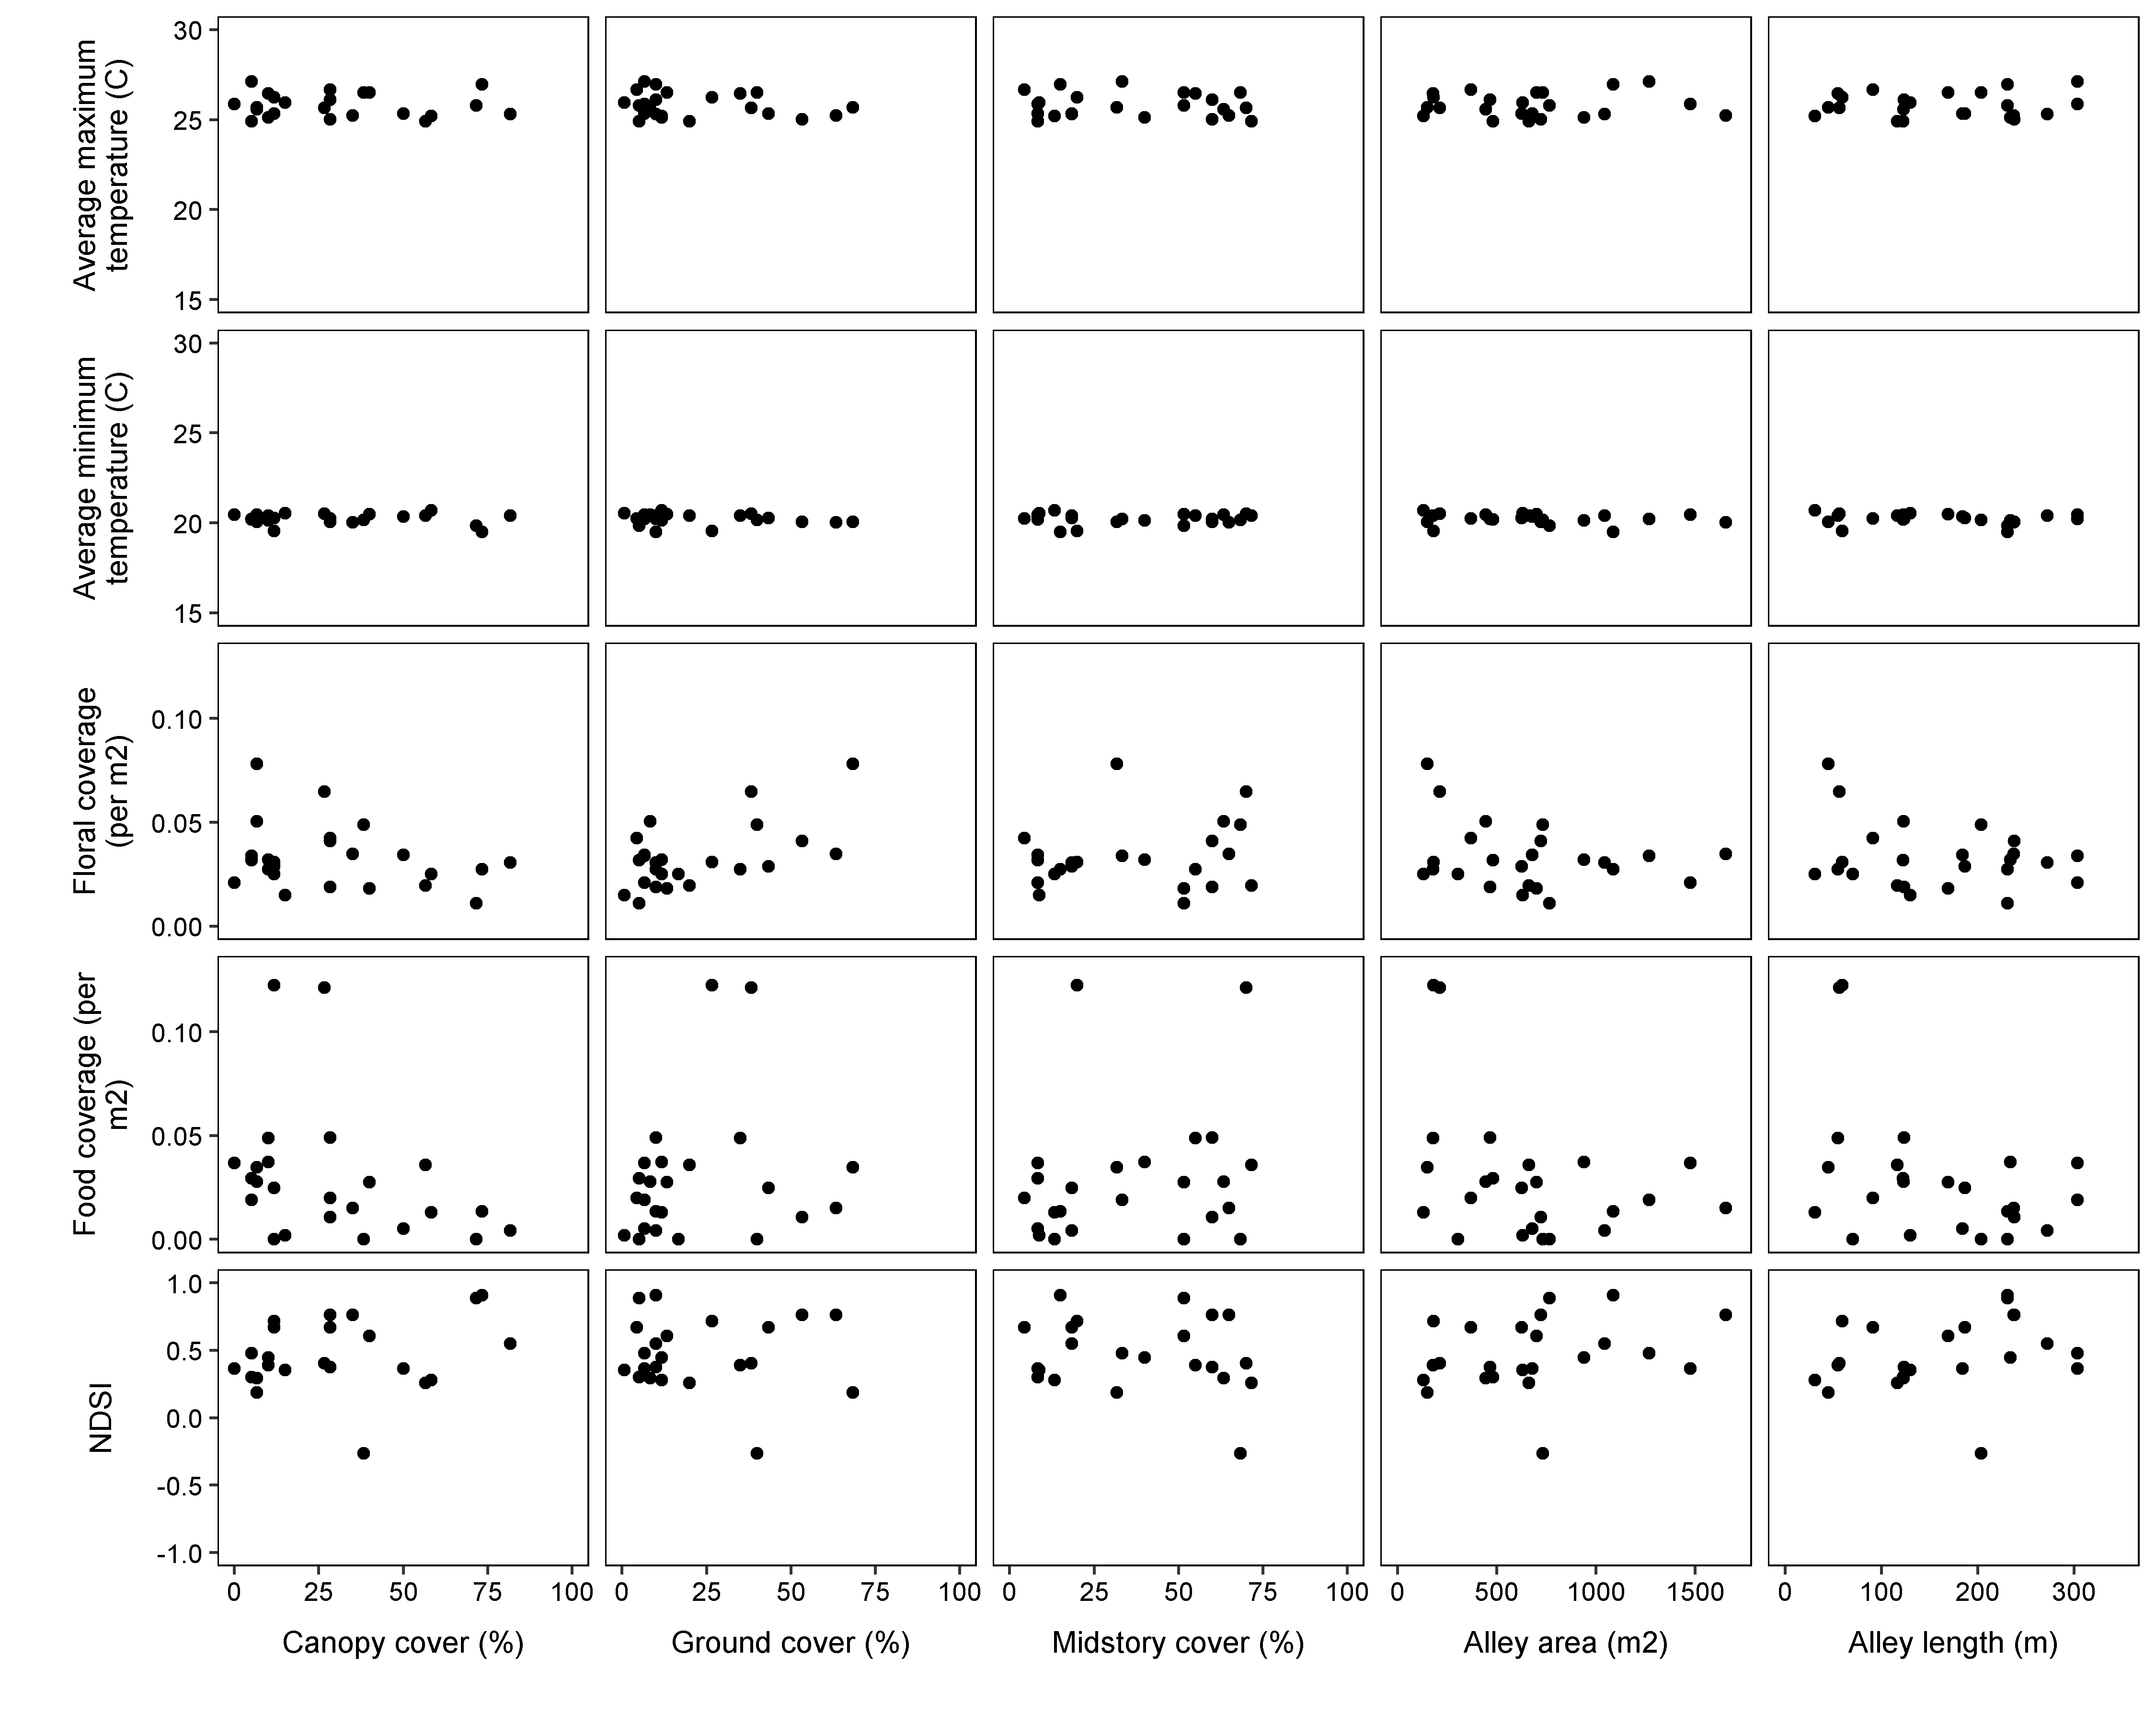 Average maximum
temperature (C)
30
25
20
15
Average minimum
temperature (C)
30
25
20
15
Floral coverage
(per m2)
0.10
0.05
0.00
Food coverage (per
m2)
0.10
0.05
0.00
NDSI
1.0
0.5
0.0
-0.5
-1.0
0 25 50 75 100 0 25 50 75 100 0 25 50 75 100 0 500 1000 1500 0 100 200 300
Canopy cover (%) Ground cover (%) Midstory cover (%) Alley area (m2) Alley length (m)